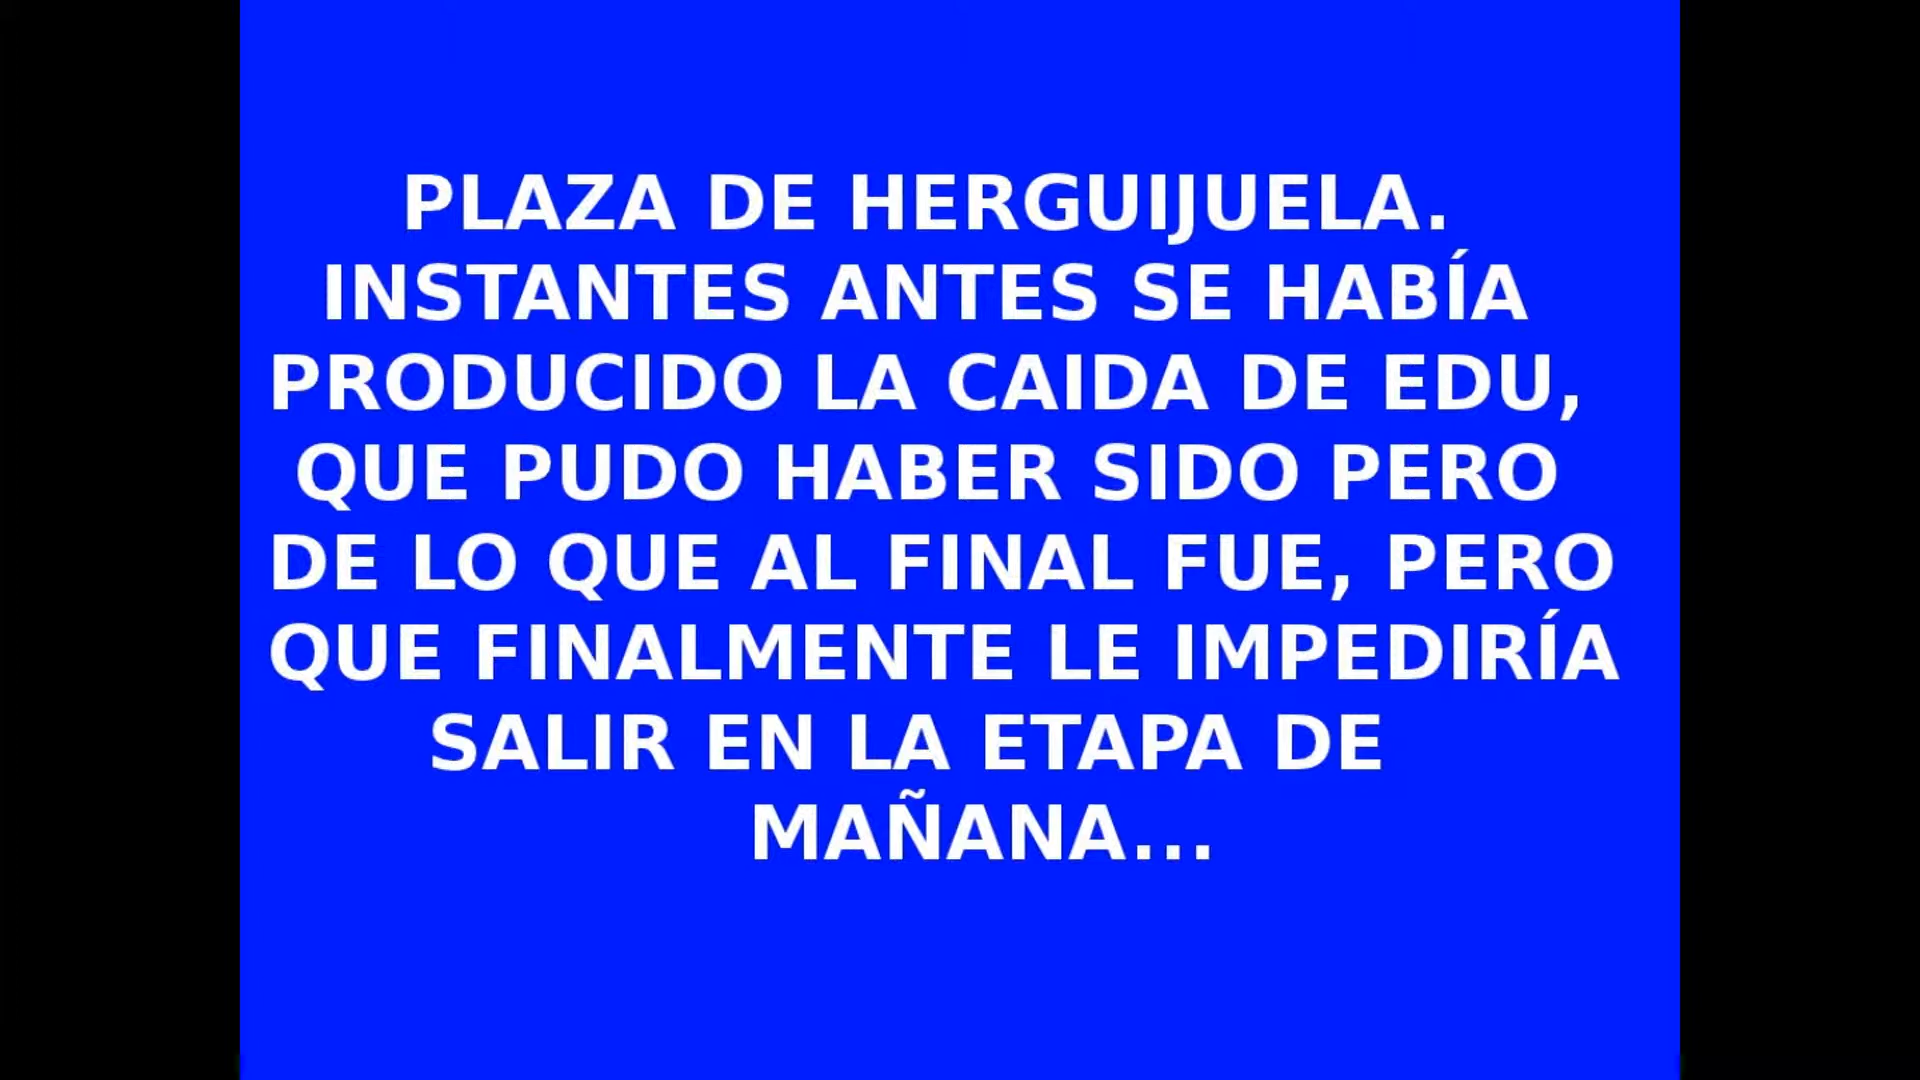 PLAZA DE HERGUIJUELA.
INSTANTES ANTES SE HABÍA
PRODUCIDO LA CAIDA DE EDU,
QUE PUDO HABER SIDO PERO
DE LO QUE AL FINAL FUE, PERO
QUE FINALMENTE LE IMPEDIRÍA
SALIR EN LA ETAPA DE
MAÑANA...